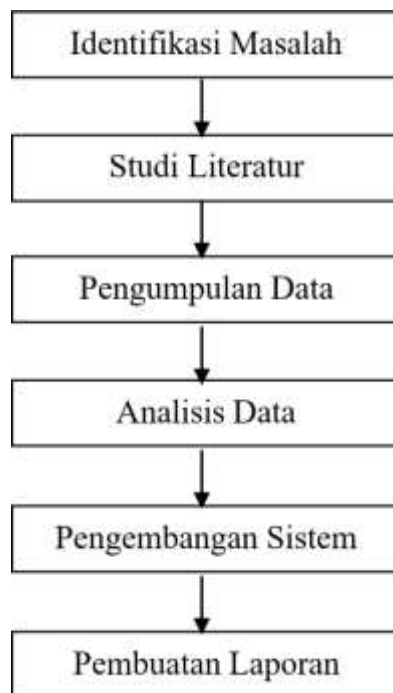 Identifikasi Masalah
Studi Literatur
Pengumpulan Data
Analisis Data
Pengembangan Sistem
Pembuatan Laporan